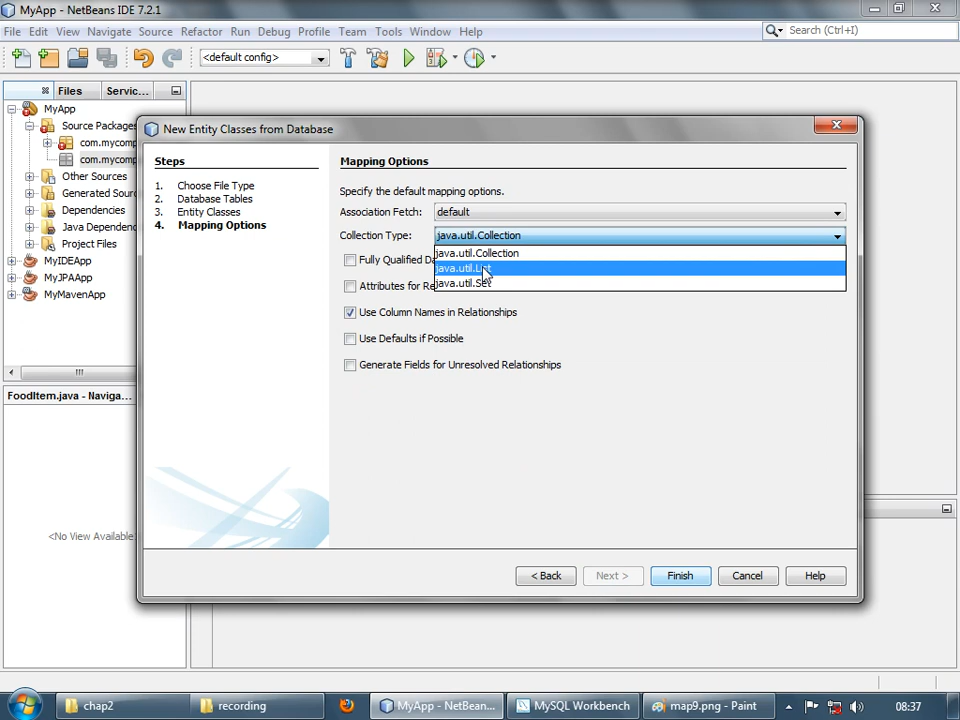 MyApp - NetBeans IDE 7.2.1
File Edit View Navigate Source Refactor Run Debug Profile Team Tools Window Help
Search (Ctrl+I)
<default config>
Files Servic...
MyApp
Source Packages
com.mycomp
com.mycomp
Other Sources
Generated Sourc
Dependencies
Java Dependenc
Project Files
MyIDEApp
MyJPAApp
MyMavenApp
FoodItem.java - Naviga...
<No View Available
New Entity Classes from Database
Steps
1. Choose File Type
2. Database Tables
3. Entity Classes
4. Mapping Options
Mapping Options
Specify the default mapping options.
Association Fetch: default
Collection Type: java.util.Collection
java.util.Collection
java.util.List
java.util.Set
Fully Qualified Da
Attributes for Re
Use Column Names in Relationships
Use Defaults if Possible
Generate Fields for Unresolved Relationships
< Back Next > Finish Cancel Help
chap2 recording MyApp - NetBean... MySQL Workbench map9.png - Paint 08:37